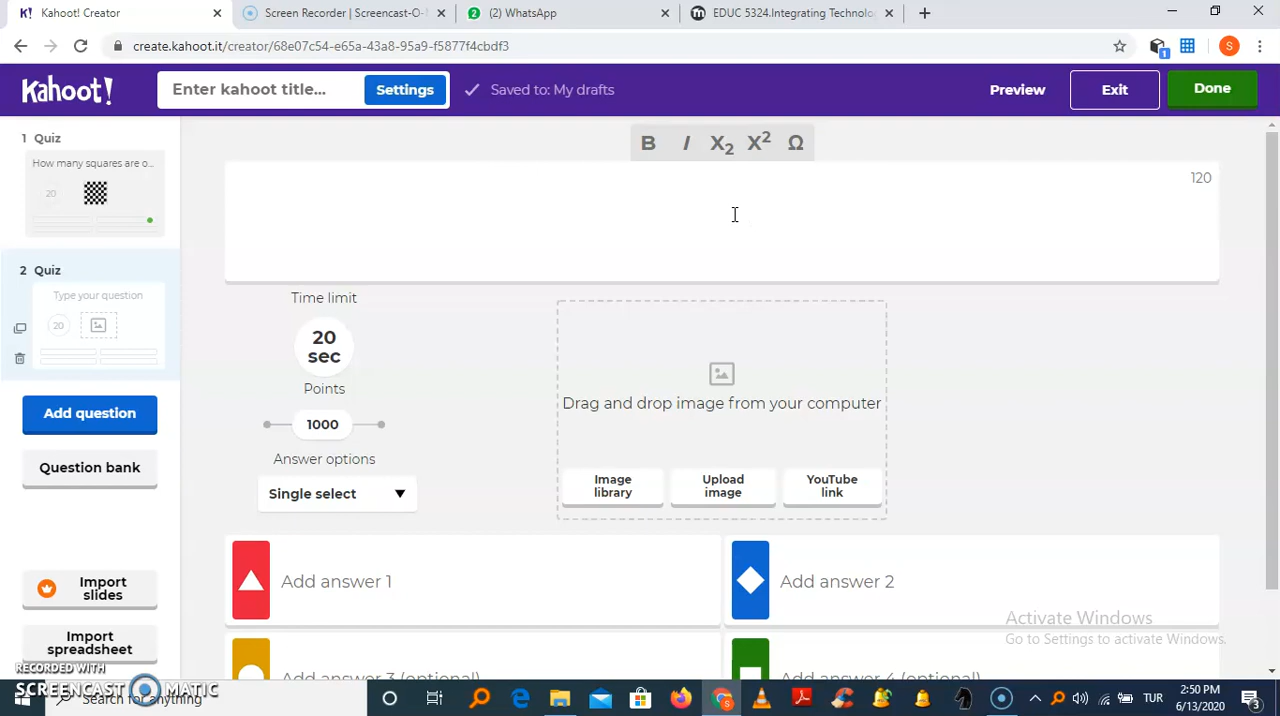 K! Kahoot! Creator
Screen Recorder | Screencast-O-M
2 (2) WhatsApp
m EDUC 5324.Integrating Technolo
create.kahoot.it/creator/68e07c54-e65a-43a8-95a9-f5877f4cbdf3
1
S
Kahoot!
Enter kahoot title...
Settings
Saved to: My drafts
Preview
Exit
Done
1 Quiz
How many squares are o...
20
2 Quiz
Type your question
20
Add question
Question bank
Import
slides
Import
spreadsheet
B I X2 X2 Ω
120
Time limit
20
sec
Points
1000
Answer options
Single select
Drag and drop image from your computer
Image
library
Upload
image
YouTube
link
Add answer 1
Add answer 2
Add answer 3 (optional)
Add answer 4 (optional)
Activate Windows
Go to Settings to activate Windows.
RECORDED WITH
SCREENCAST MATIC
Search for anything
TUR
2:50 PM
6/13/2020
3